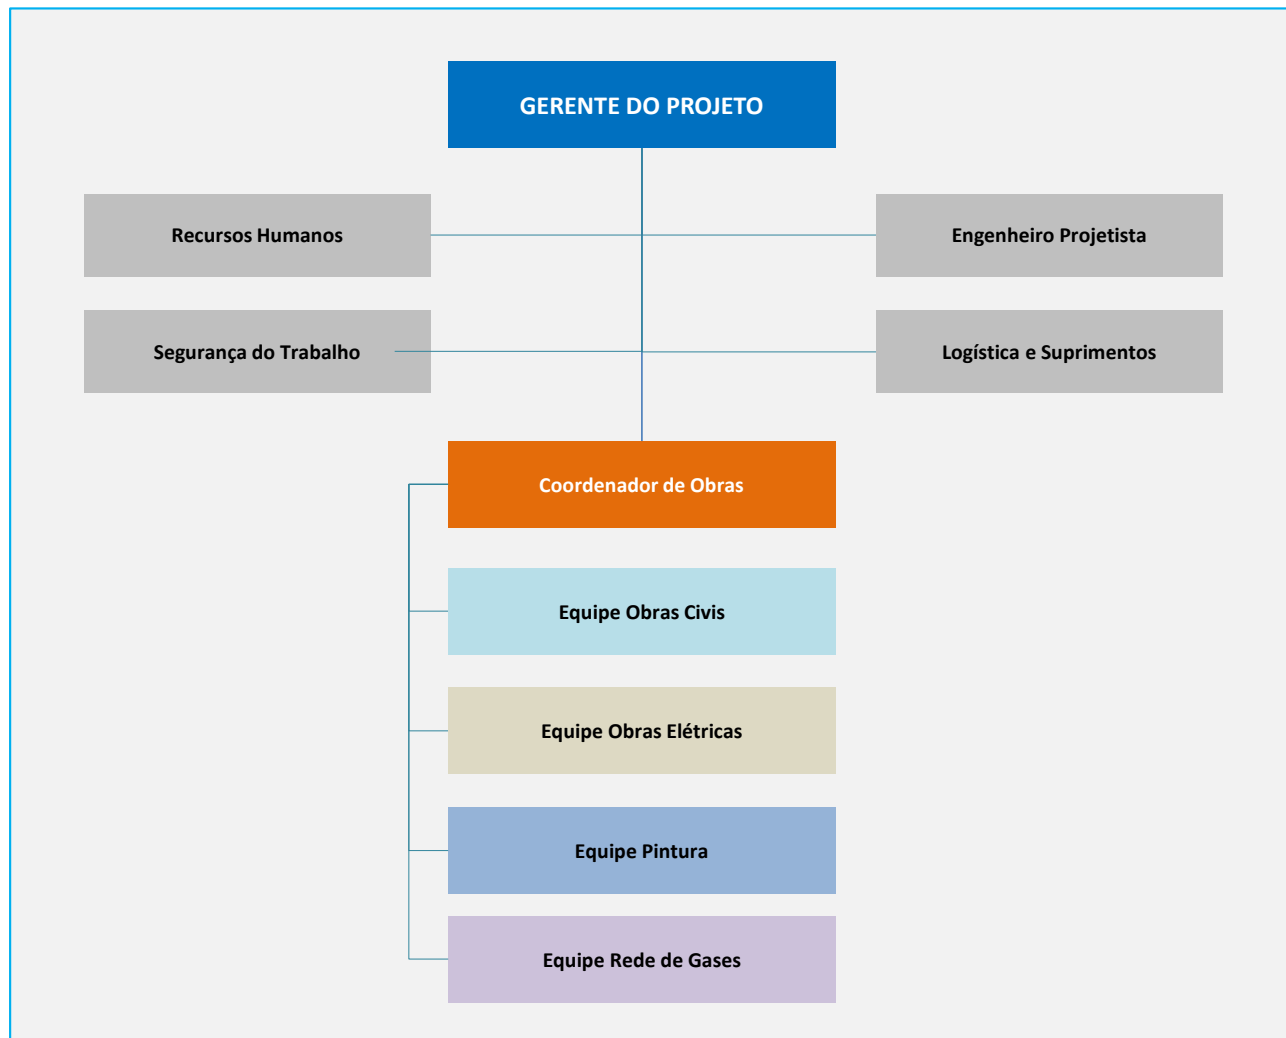 GERENTE DO PROJETO
Recursos Humanos
Engenheiro Projetista
Segurança do Trabalho
Logística e Suprimentos
Coordenador de Obras
Equipe Obras Civis
Equipe Obras Elétricas
Equipe Pintura
Equipe Rede de Gases